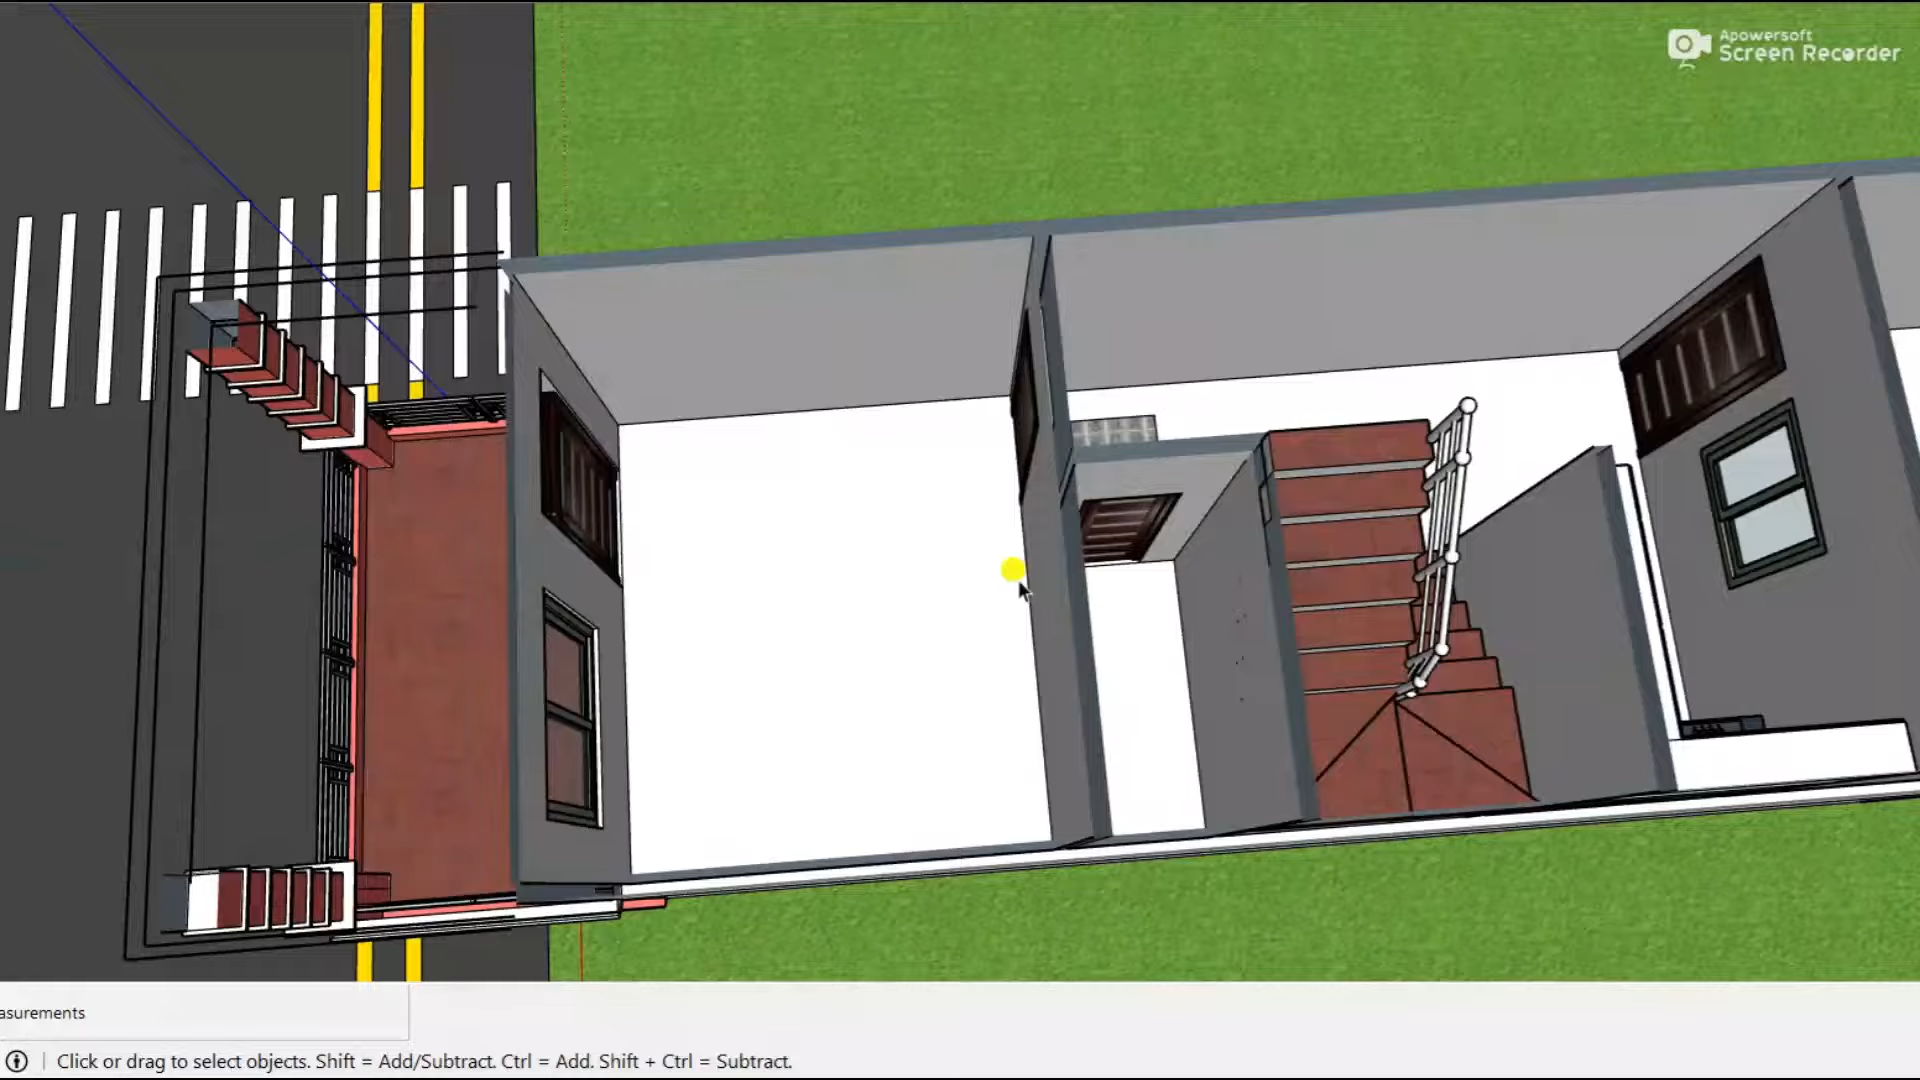 Apowersoft
Screen Recorder
asurements
Click or drag to select objects. Shift = Add/Subtract. Ctrl = Add. Shift + Ctrl = Subtract.